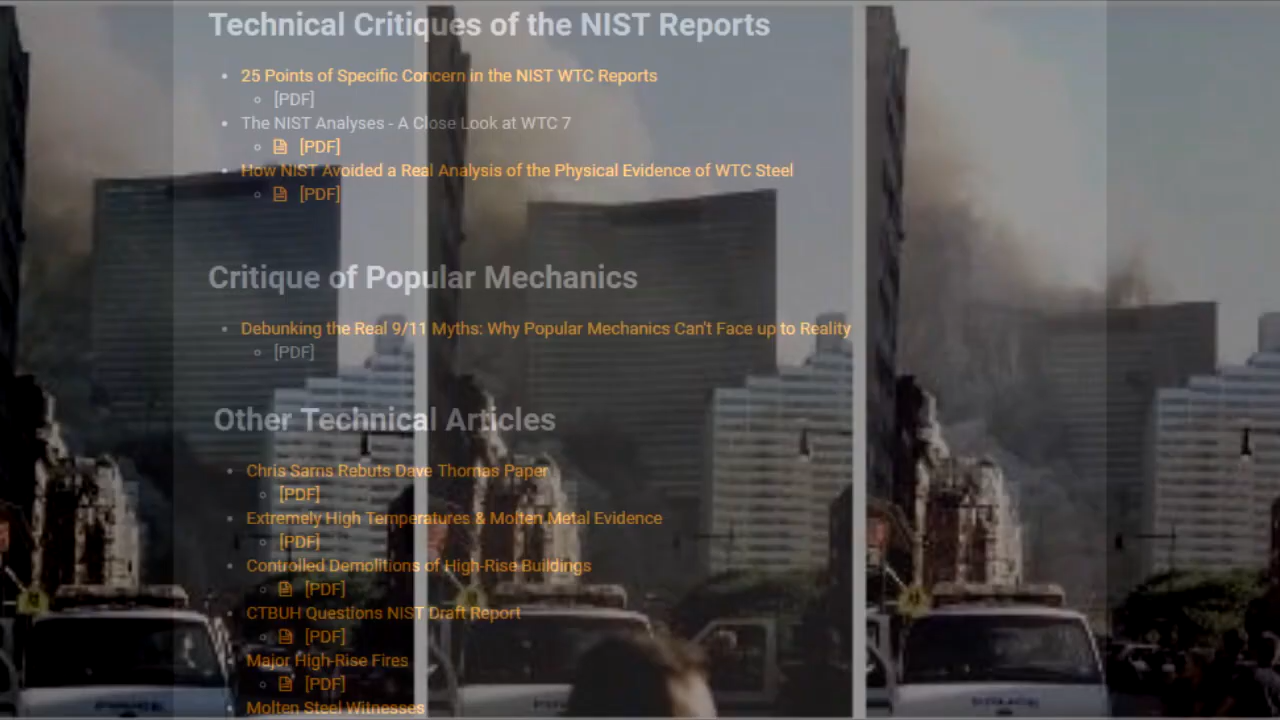 Technical Critiques of the NIST Reports
25 Points of Specific Concern in the NIST WTC Reports
[PDF]
The NIST Analyses - A Close Look at WTC 7
[PDF]
How NIST Avoided a Real Analysis of the Physical Evidence of WTC Steel
[PDF]
Critique of Popular Mechanics
Debunking the Real 9/11 Myths: Why Popular Mechanics Can't Face up to Reality
[PDF]
Other Technical Articles
Chris Sarns Rebuts Dave Thomas Paper
[PDF]
Extremely High Temperatures & Molten Metal Evidence
[PDF]
Controlled Demolitions of High-Rise Buildings
[PDF]
CTBUH Questions NIST Draft Report
[PDF]
Major High-Rise Fires
[PDF]
Molten Steel Witnesses